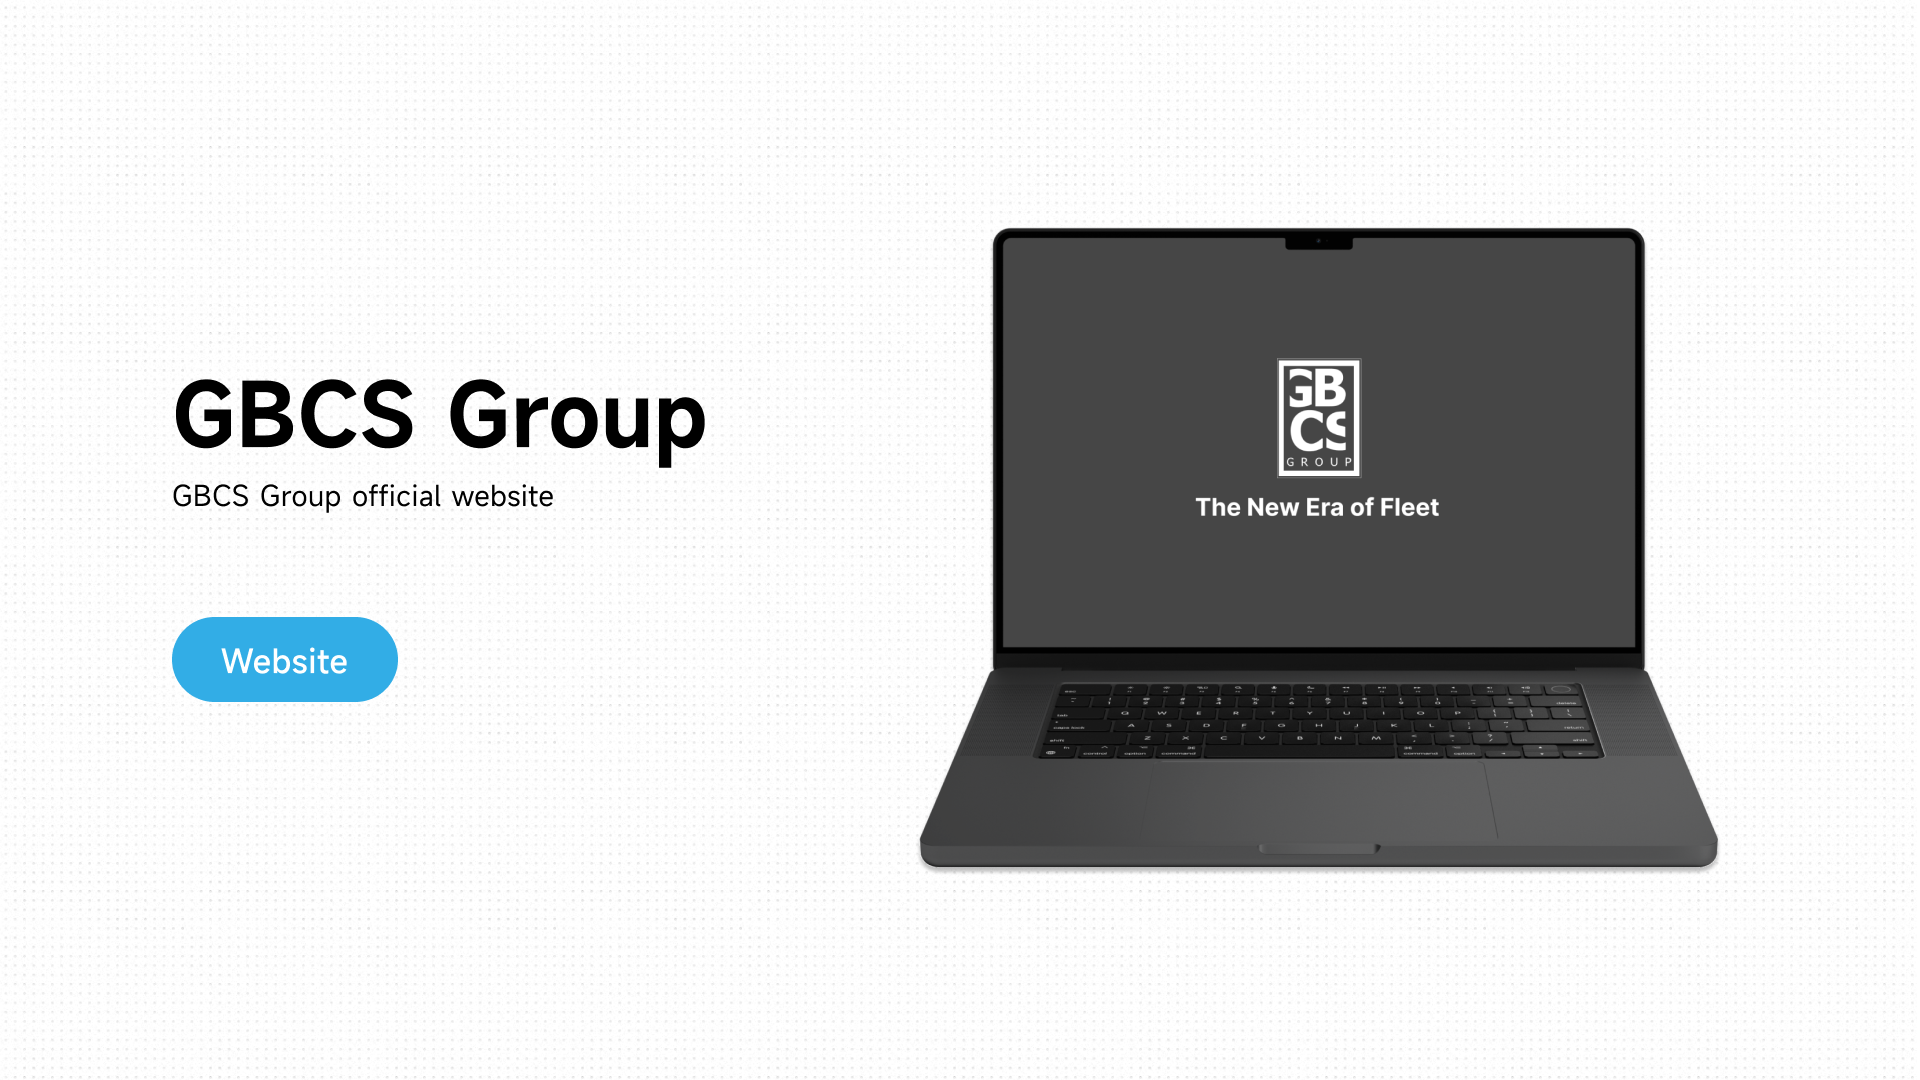 GBCS Group
GBCS Group official website
Website
GB
CS
GROUP
The New Era of Fleet